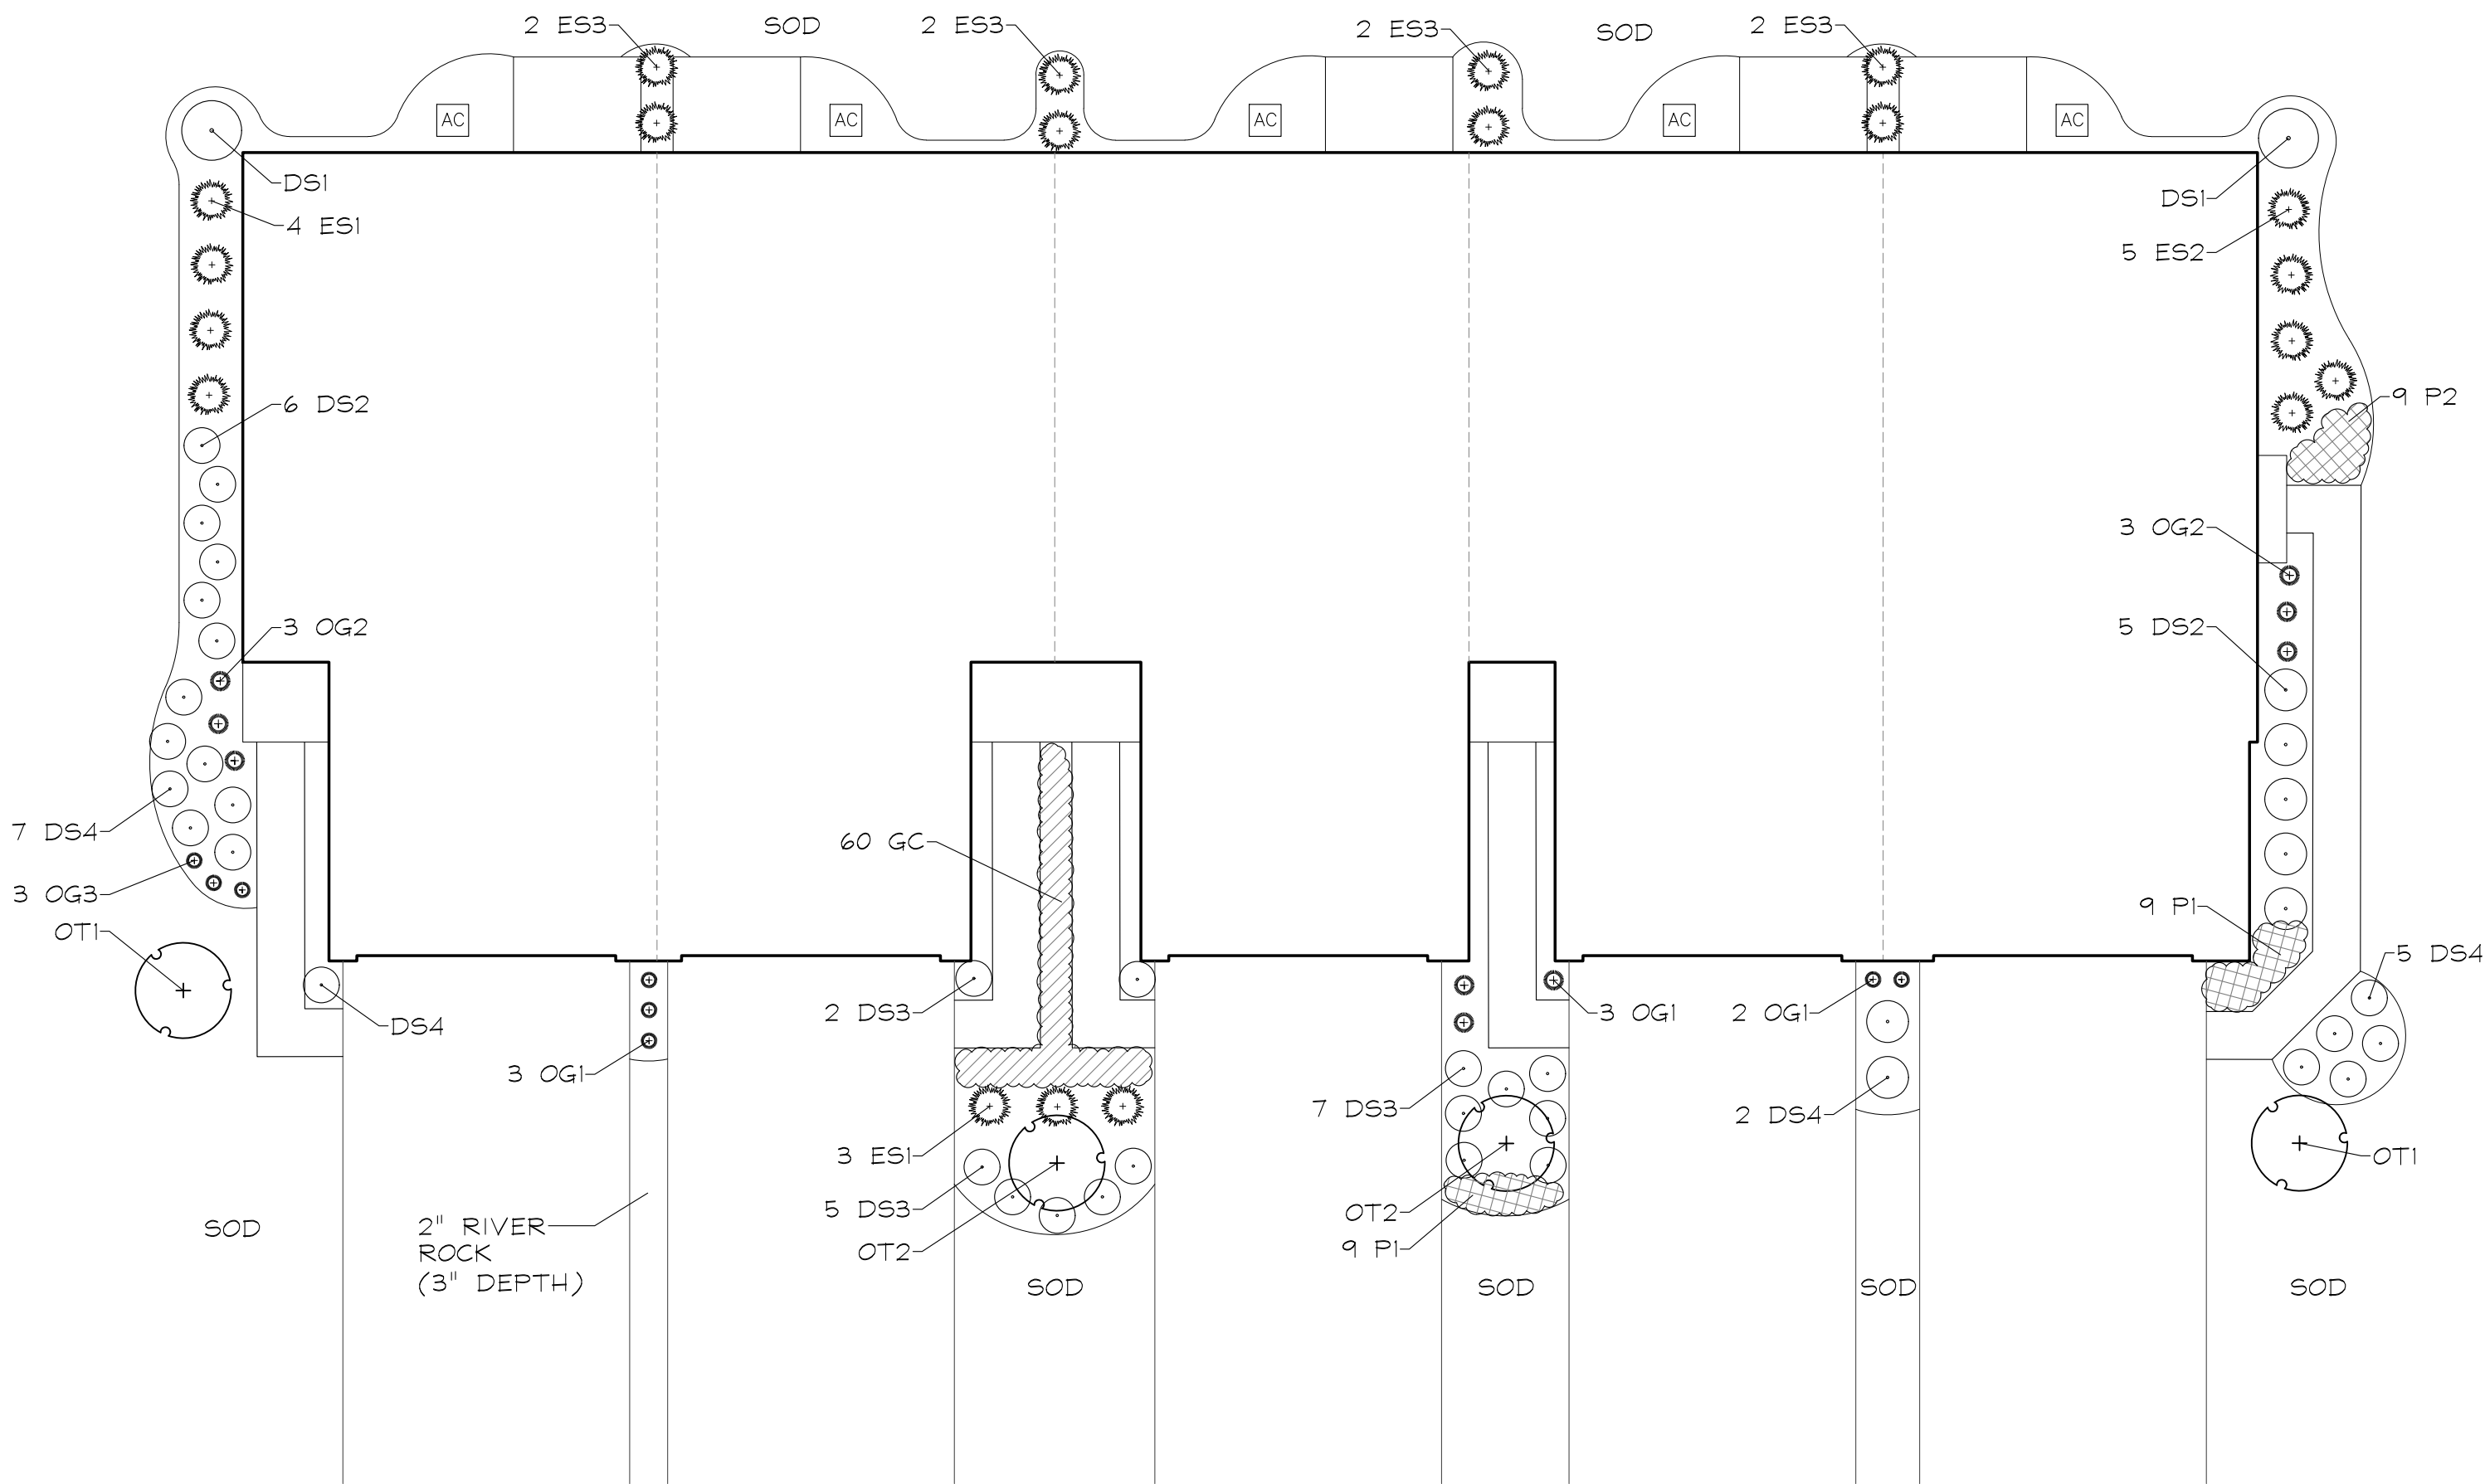 2 ES3
SOD
2 ES3
2 ES3
SOD
2 ES3
AC
AC
AC
AC
AC
DS1
4 ES1
DS1
5 ES2
6 DS2
9 P2
3 OG2
3 OG2
5 DS2
7 DS4
60 GC
3 OG3
9 P1
OT1
5 DS4
DS4
2 DS3
3 OG1
2 OG1
3 OG1
7 DS3
2 DS4
3 ES1
OT1
5 DS3
OT2
SOD
2" RIVER
ROCK
(3" DEPTH)
OT2
9 P1
SOD
SOD
SOD
SOD